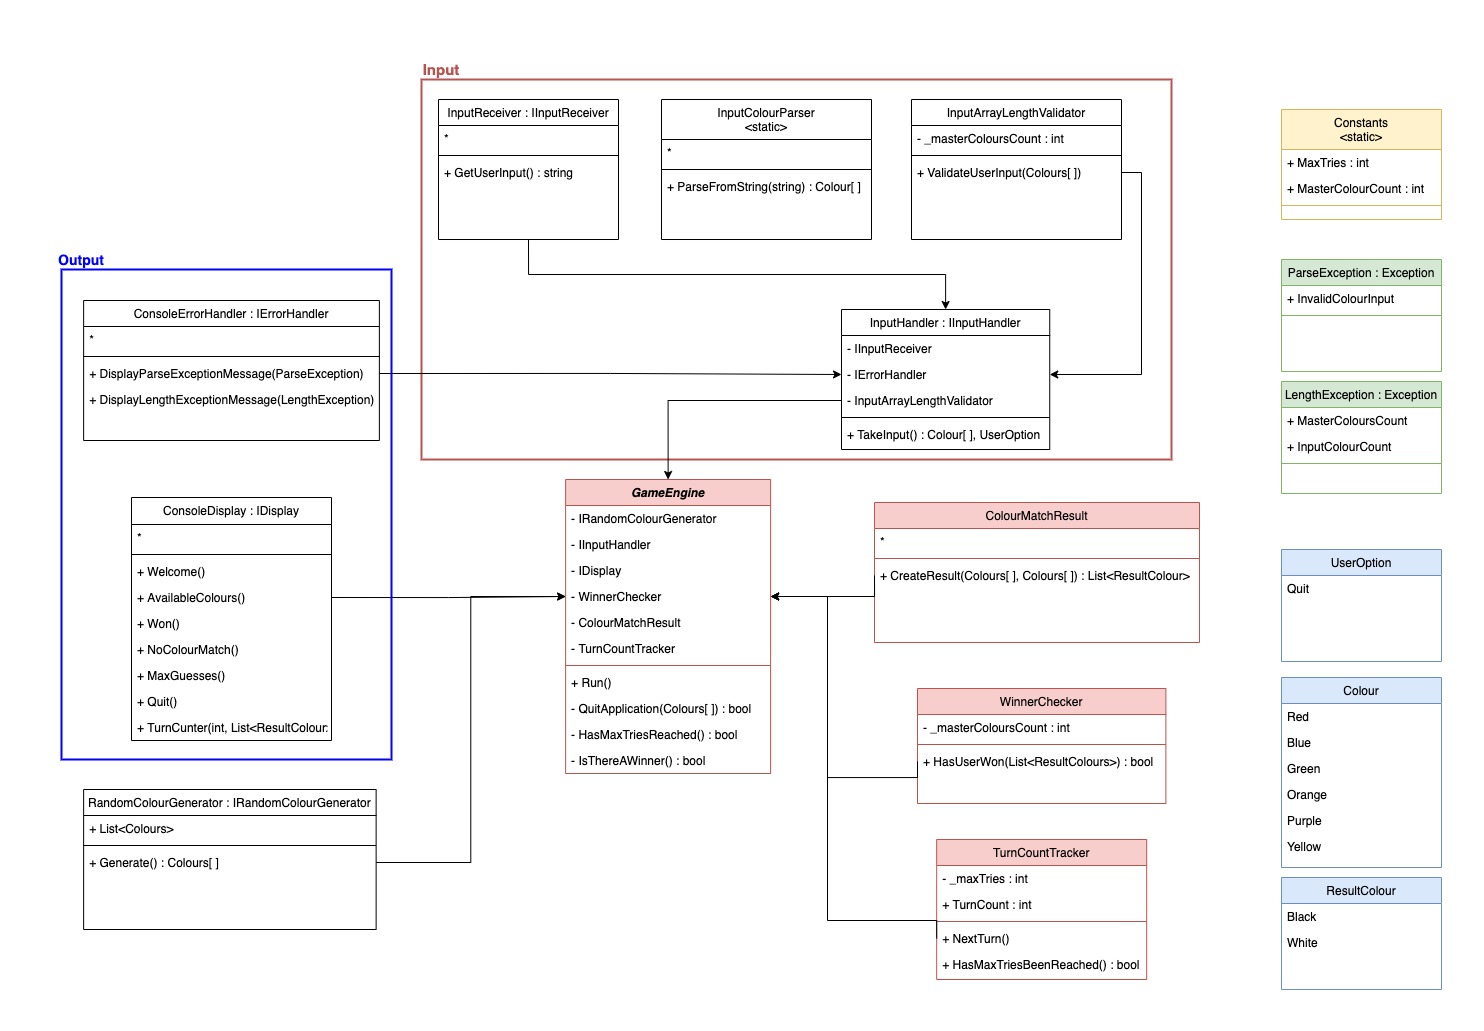 Input
InputReceiver : IInputReceiver
*
+ GetUserInput() : string
InputColourParser
<static>
*
+ ParseFromString(string) : Colour[ ]
InputArrayLengthValidator
- _masterColoursCount : int
+ ValidateUserInput(Colours[ ])
InputHandler : IInputHandler
- IInputReceiver
- IErrorHandler
- InputArrayLengthValidator
+ TakeInput() : Colour[ ], UserOption
Output
ConsoleErrorHandler : IErrorHandler
*
+ DisplayParseExceptionMessage(ParseException)
+ DisplayLengthExceptionMessage(LengthException)
ConsoleDisplay : IDisplay
*
+ Welcome()
+ AvailableColours()
+ Won()
+ NoColourMatch()
+ MaxGuesses()
+ Quit()
+ TurnCunter(int, List<ResultColour:
RandomColourGenerator : IRandomColourGenerator
+ List<Colours>
+ Generate() : Colours[ ]
GameEngine
- IRandomColourGenerator
- IInputHandler
- IDisplay
- WinnerChecker
- ColourMatchResult
- TurnCountTracker
+ Run()
- QuitApplication(Colours[ ]) : bool
- HasMaxTriesReached() : bool
- IsThereAWinner() : bool
ColourMatchResult
*
+ CreateResult(Colours[ ], Colours[ ]) : List<ResultColour>
WinnerChecker
- _masterColoursCount : int
+ HasUserWon(List<ResultColours>) : bool
TurnCountTracker
- _maxTries : int
+ TurnCount : int
+ NextTurn()
+ HasMaxTriesBeenReached() : bool
Constants
<static>
+ MaxTries : int
+ MasterColourCount : int
ParseException : Exception
+ InvalidColourInput
LengthException : Exception
+ MasterColoursCount
+ InputColourCount
UserOption
Quit
Colour
Red
Blue
Green
Orange
Purple
Yellow
ResultColour
Black
White